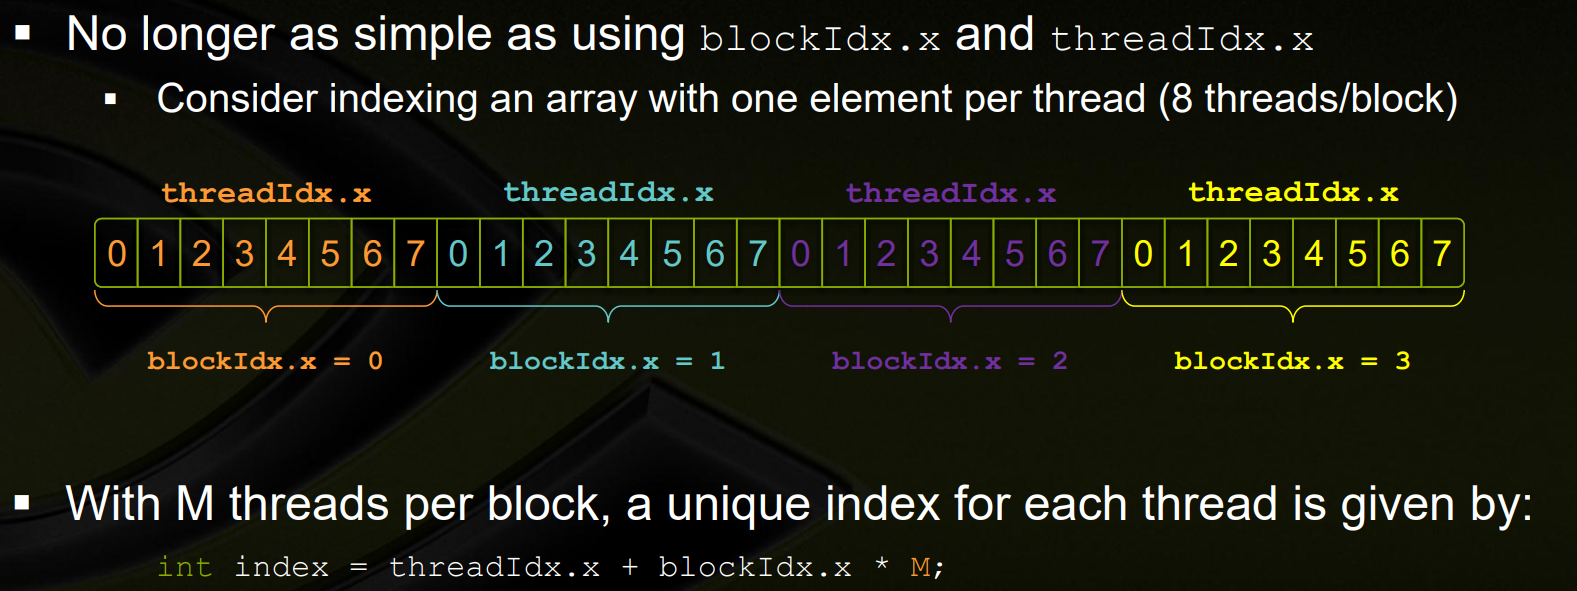 ▪ No longer as simple as using blockIdx.x and threadIdx.x
▪ Consider indexing an array with one element per thread (8 threads/block)
threadIdx.x threadIdx.x threadIdx.x threadIdx.x
0 1 2 3 4 5 6 7 0 1 2 3 4 5 6 7 0 1 2 3 4 5 6 7 0 1 2 3 4 5 6 7
blockIdx.x = 0 blockIdx.x = 1 blockIdx.x = 2 blockIdx.x = 3
▪ With M threads per block, a unique index for each thread is given by:
int index = threadIdx.x + blockIdx.x * M;